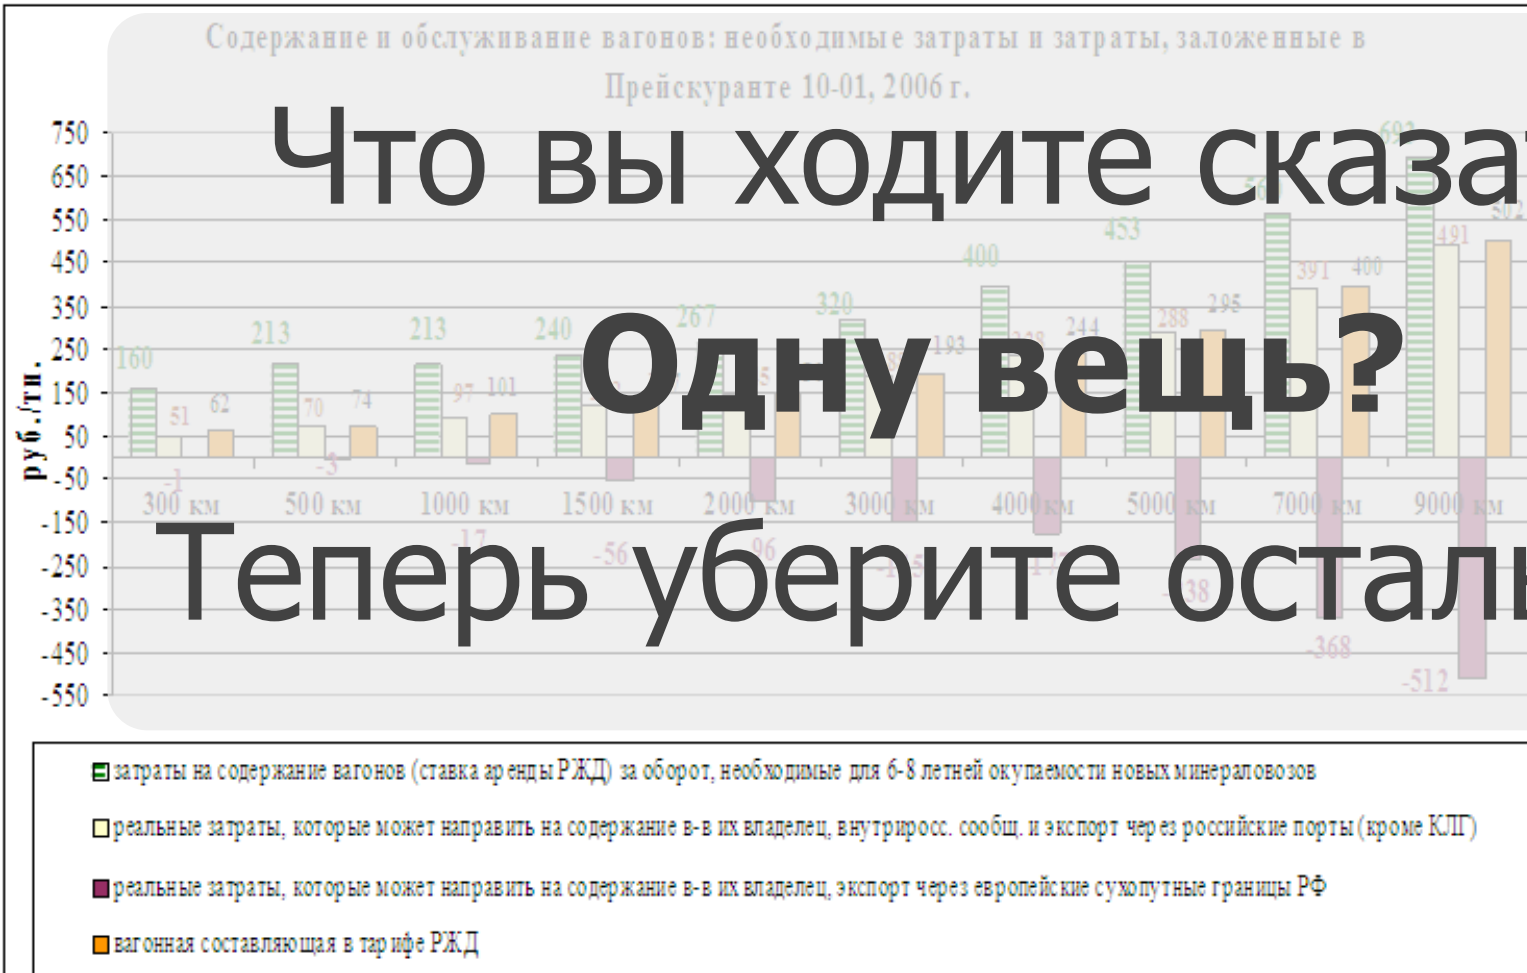 Содержание и обслуживание вагонов: необходимые затраты и затраты, заложенные в
Прейскуранте 10-01, 2006 г.
Что вы ходите сказа
Одну вещь?
Теперь уберите осталь
руб./тн.
750
650
550
450
350
250
150
50
-50
-150
-250
-350
-450
-550
160 213 213 240 267 320 400 453
51 70 97 288 391 491
62 74 101 193 244 295 400 502
-1 -3 -17 -56 -368 -512
300 км 500 км 1000 км 1500 км 2000 км 3000 км 4000 км 5000 км 7000 км 9000 км
затраты на содержание вагонов (ставка аренды РЖД) за оборот, необходимые для 6-8 летней окупаемости новых минераловозов
реальные затраты, которые может направить на содержание в-в их владелец, внутриросс. сообщ. и экспорт через российские порты (кроме КЛГ)
реальные затраты, которые может направить на содержание в-в их владелец, экспорт через европейские сухопутные границы РФ
вагонная составляющая в тарифе РЖД